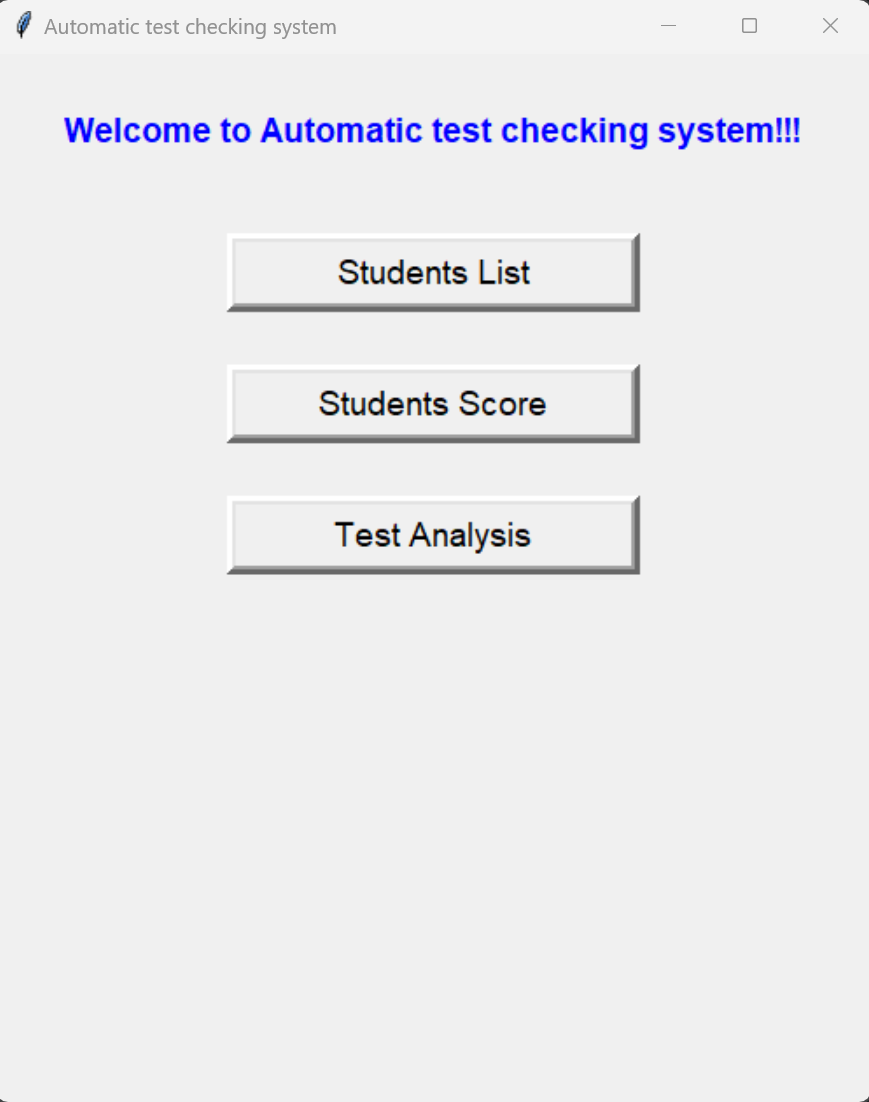 Automatic test checking system
Welcome to Automatic test checking system!!!
Students List
Students Score
Test Analysis